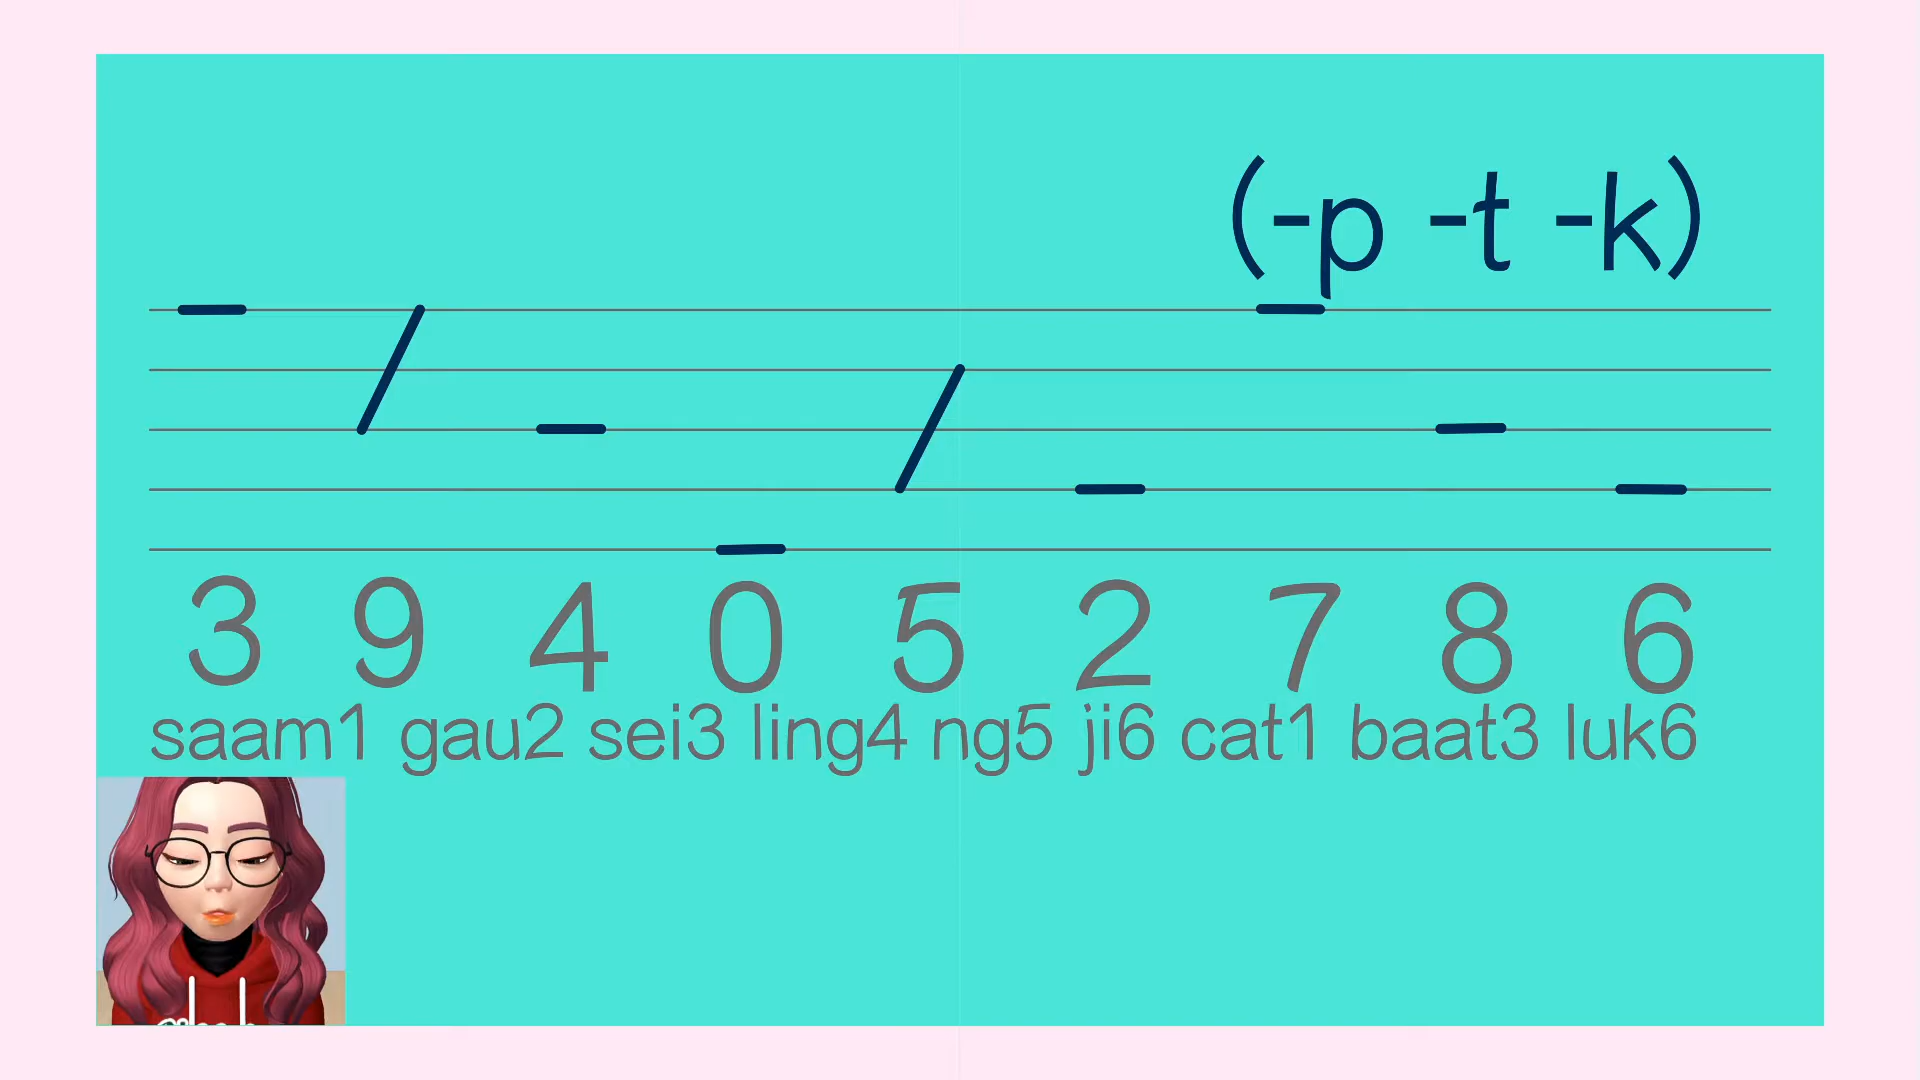 (-p -t -k)
3 9 4 0 5 2 7 8 6
saam1 gau2 sei3 ling4 ng5 ji6 cat1 baat3 luk6